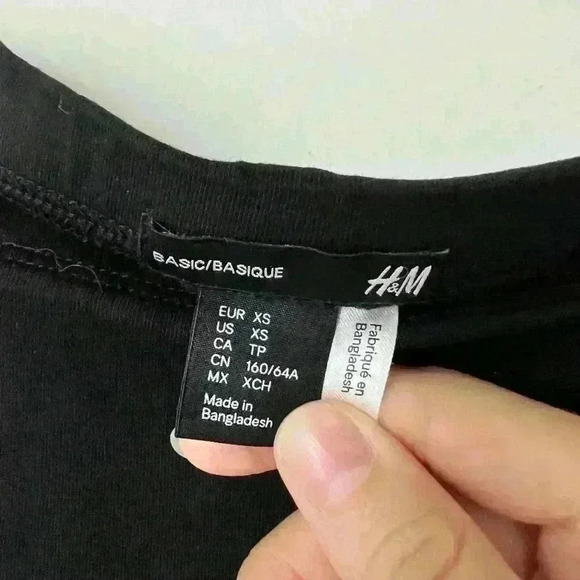 BASIC/BASIQUE
H&M
EUR XS
US XS
CA TP
CN 160/64A
MX XCH
Made in
Bangladesh
Fabriqué en
Bangladesh